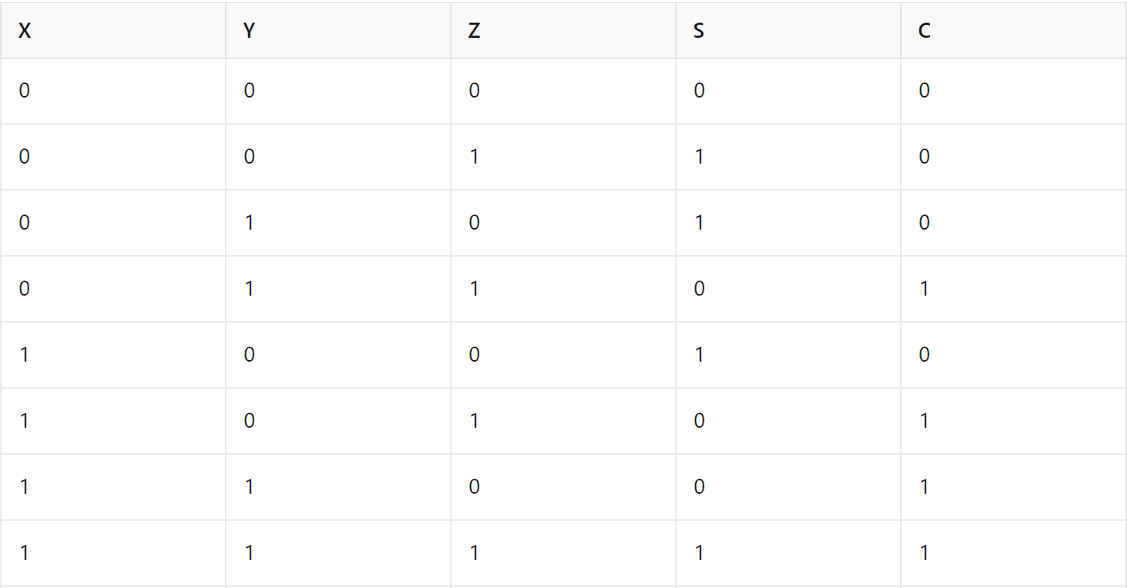 X Y Z S C
0 0 0 0 0
0 0 1 1 0
0 1 0 1 0
0 1 1 0 1
1 0 0 1 0
1 0 1 0 1
1 1 0 0 1
1 1 1 1 1